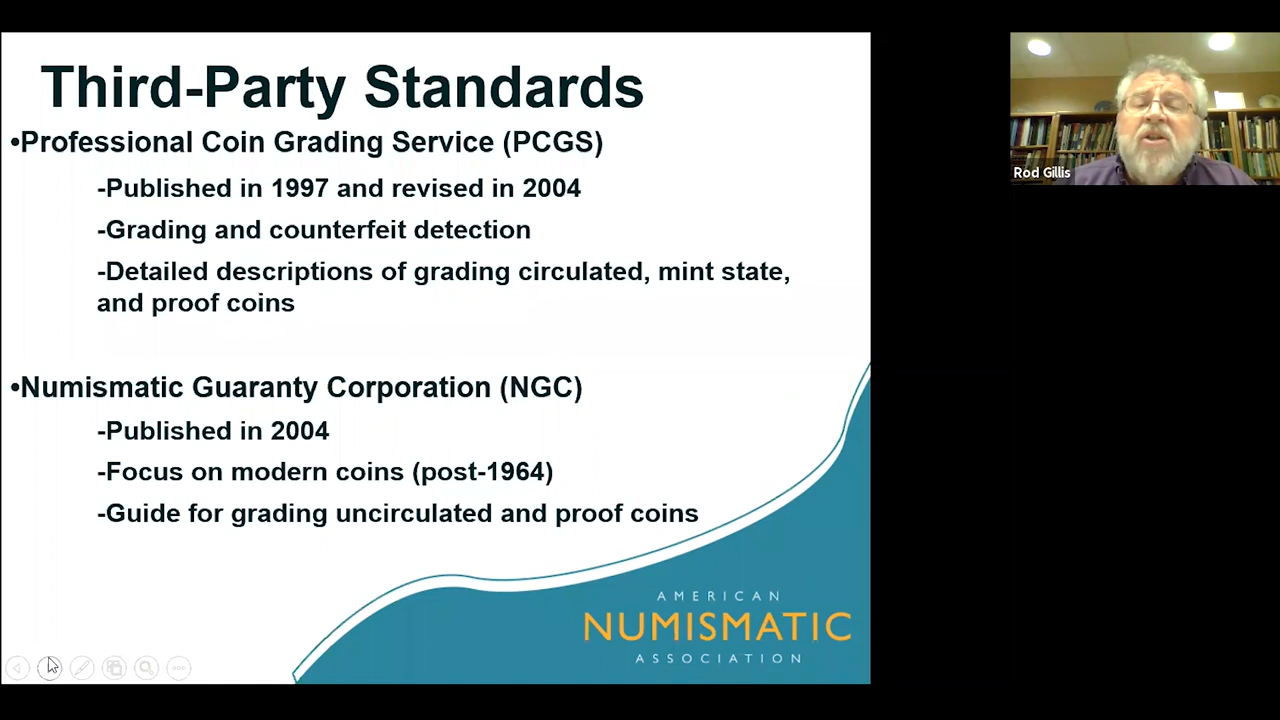 Third-Party Standards
•Professional Coin Grading Service (PCGS)
-Published in 1997 and revised in 2004
-Grading and counterfeit detection
-Detailed descriptions of grading circulated, mint state,
and proof coins
•Numismatic Guaranty Corporation (NGC)
-Published in 2004
-Focus on modern coins (post-1964)
-Guide for grading uncirculated and proof coins
AMERICAN
NUMISMATIC
ASSOCIATION
Rod Gillis